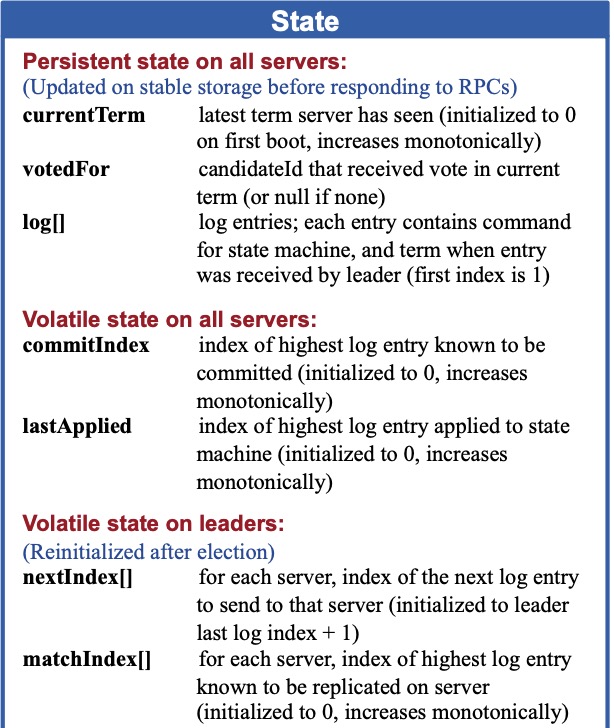 State
Persistent state on all servers:
(Updated on stable storage before responding to RPCs)
currentTerm latest term server has seen (initialized to 0
on first boot, increases monotonically)
votedFor candidateId that received vote in current
term (or null if none)
log[] log entries; each entry contains command
for state machine, and term when entry
was received by leader (first index is 1)
Volatile state on all servers:
commitIndex index of highest log entry known to be
committed (initialized to 0, increases
monotonically)
lastApplied index of highest log entry applied to state
machine (initialized to 0, increases
monotonically)
Volatile state on leaders:
(Reinitialized after election)
nextIndex[] for each server, index of the next log entry
to send to that server (initialized to leader
last log index + 1)
matchIndex[] for each server, index of highest log entry
known to be replicated on server
(initialized to 0, increases monotonically)